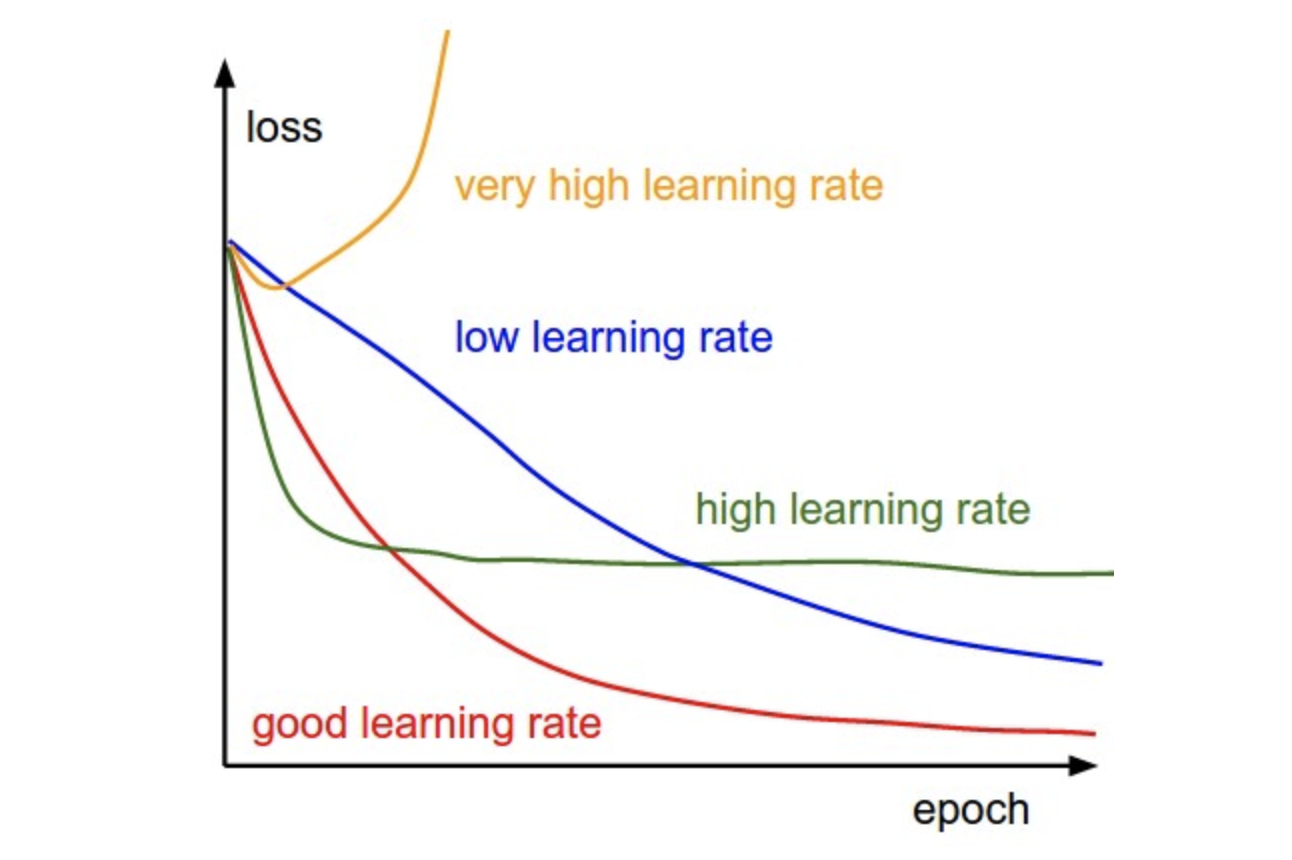 loss
very high learning rate
low learning rate
high learning rate
good learning rate
epoch